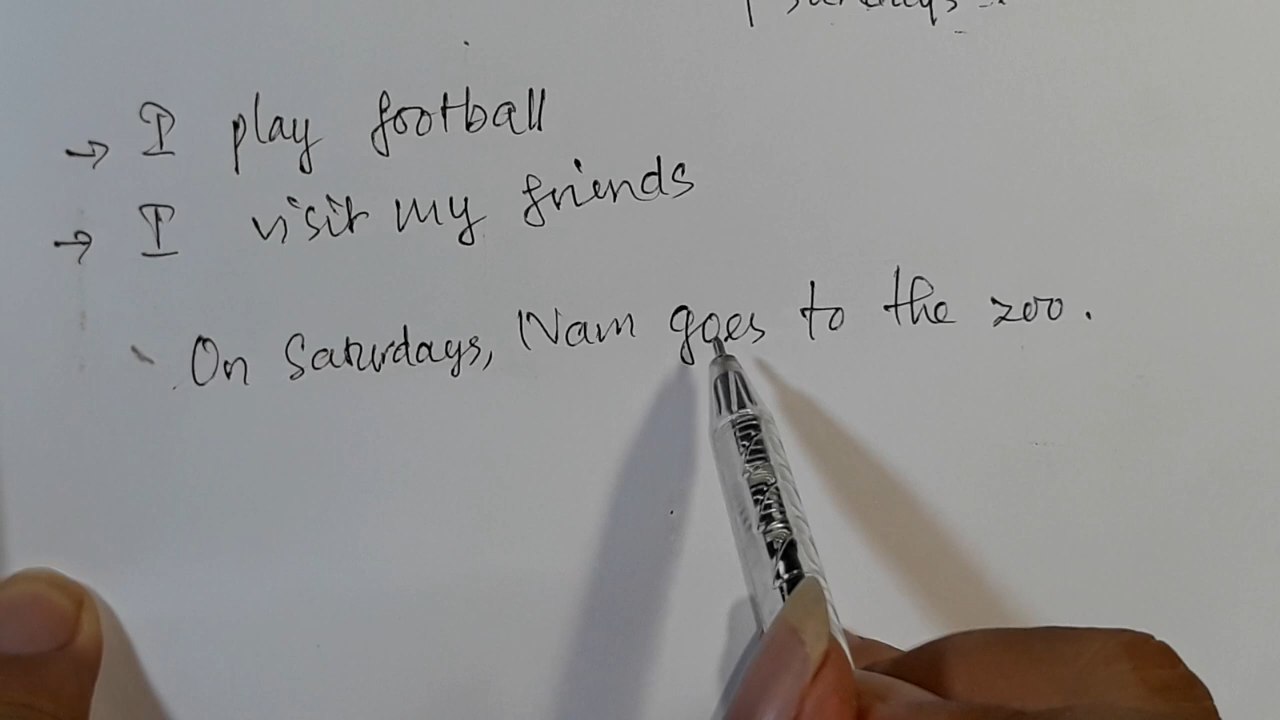 → I play football
→ I visit my friends
On Saturdays, Nam goes to the zoo.